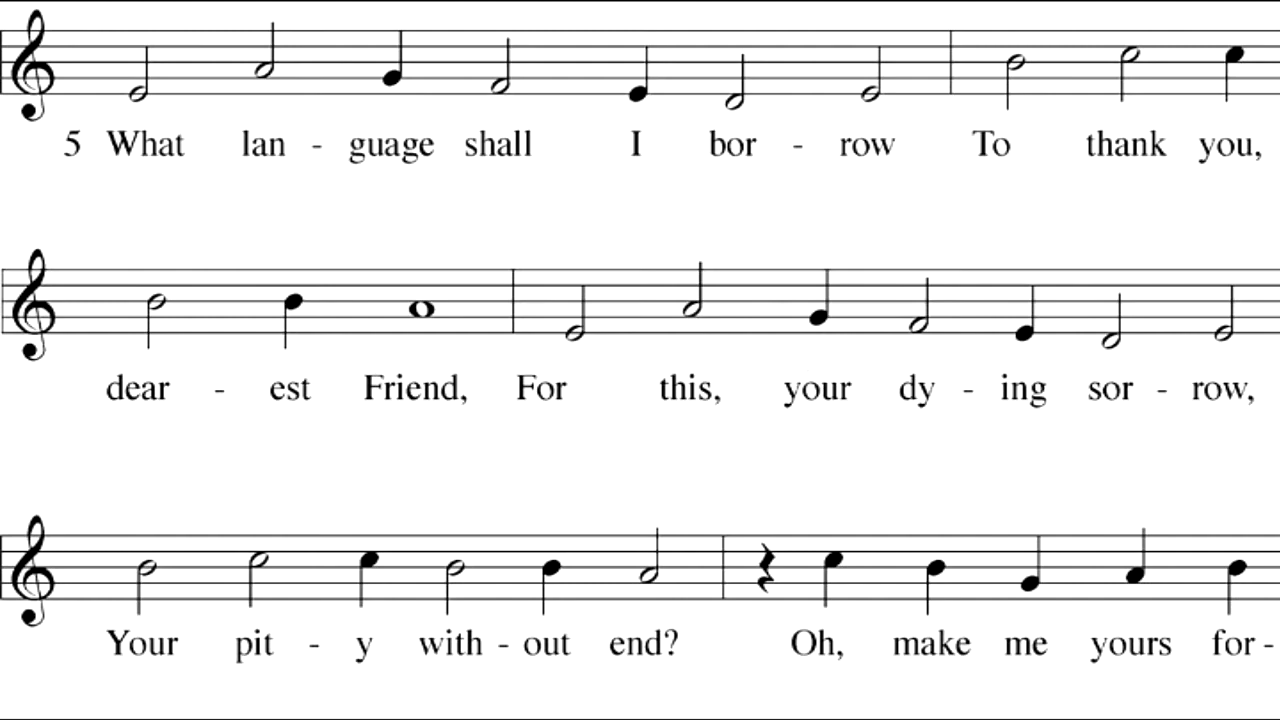 5 What lan - guage shall I bor - row To thank you,
dear - est Friend, For this, your dy - ing sor - row,
Your pit - y with - out end? Oh, make me yours for -